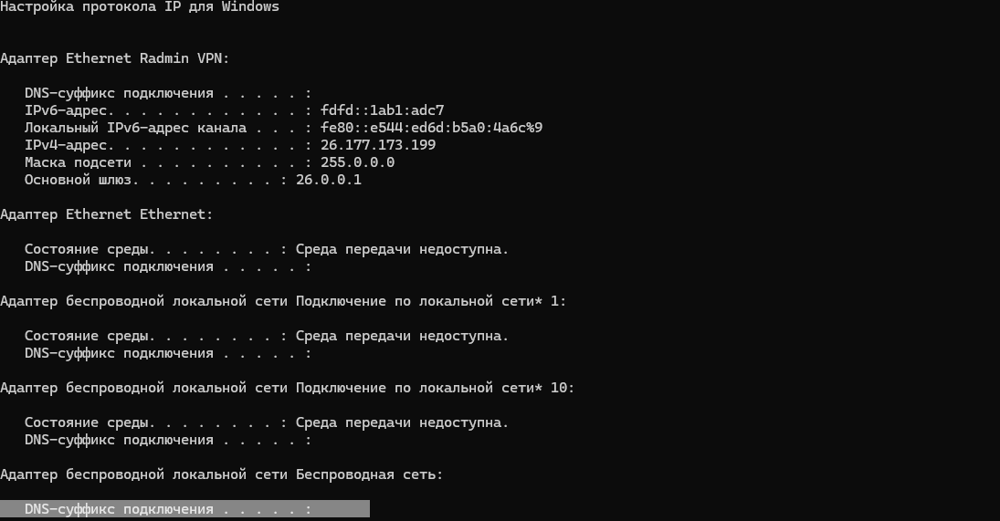 Настройка протокола IP для Windows
Адаптер Ethernet Radmin VPN:
DNS-суффикс подключения . . . . . :
IPv6-адрес. . . . . . . . . . . . : fdfd::1ab1:adc7
Локальный IPv6-адрес канала . . . : fe80::e544:ed6d:b5a0:4a6c%9
IPv4-адрес. . . . . . . . . . . . : 26.177.173.199
Маска подсети . . . . . . . . . . : 255.0.0.0
Основной шлюз. . . . . . . . . : 26.0.0.1
Адаптер Ethernet Ethernet:
Состояние среды. . . . . . . . : Среда передачи недоступна.
DNS-суффикс подключения . . . . . :
Адаптер беспроводной локальной сети Подключение по локальной сети* 1:
Состояние среды. . . . . . . . : Среда передачи недоступна.
DNS-суффикс подключения . . . . . :
Адаптер беспроводной локальной сети Подключение по локальной сети* 10:
Состояние среды. . . . . . . . : Среда передачи недоступна.
DNS-суффикс подключения . . . . . :
Адаптер беспроводной локальной сети Беспроводная сеть:
DNS-суффикс подключения . . . . . :